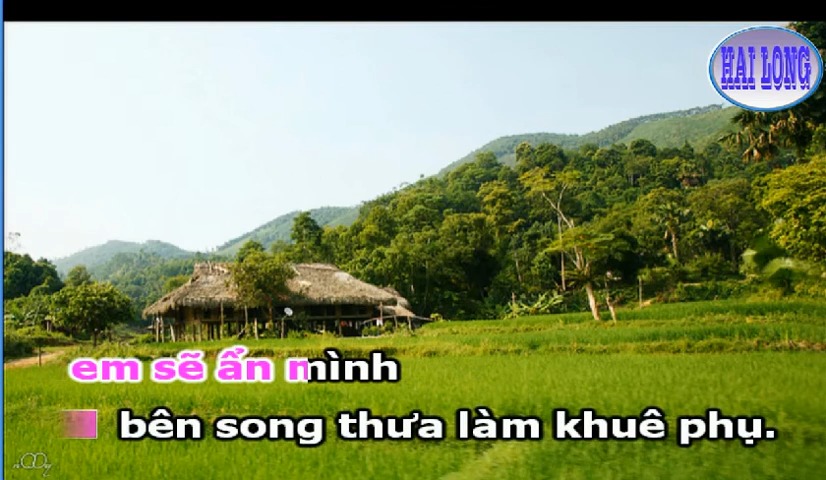 HAI LONG
em sẽ ẩn mình
bên song thưa làm khuê phụ.